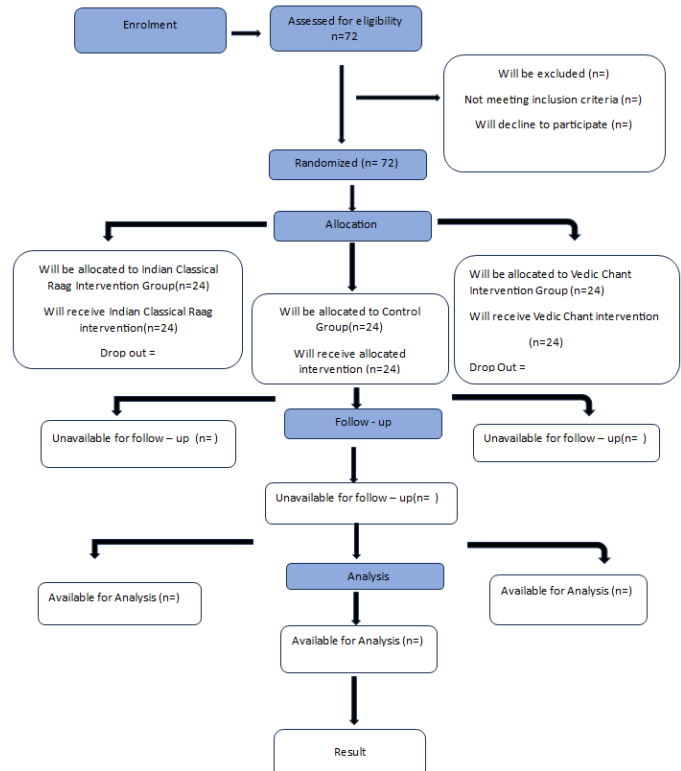 Enrolment
Assessed for eligibility
n=72
Will be excluded (n=)
Not meeting inclusion criteria (n=)
Will decline to participate (n=)
Randomized (n= 72)
Allocation
Will be allocated to Indian Classical
Raag Intervention Group(n=24)
Will receive Indian Classical Raag
intervention(n=24)
Drop out =
Will be allocated to Control
Group(n=24)
Will receive allocated
intervention (n=24)
Will be allocated to Vedic Chant
Intervention Group (n=24)
Will receive Vedic Chant intervention
(n=24)
Drop Out =
Follow - up
Unavailable for follow – up (n= )
Unavailable for follow – up(n= )
Unavailable for follow – up(n= )
Analysis
Available for Analysis (n=)
Available for Analysis (n=)
Available for Analysis (n=)
Result